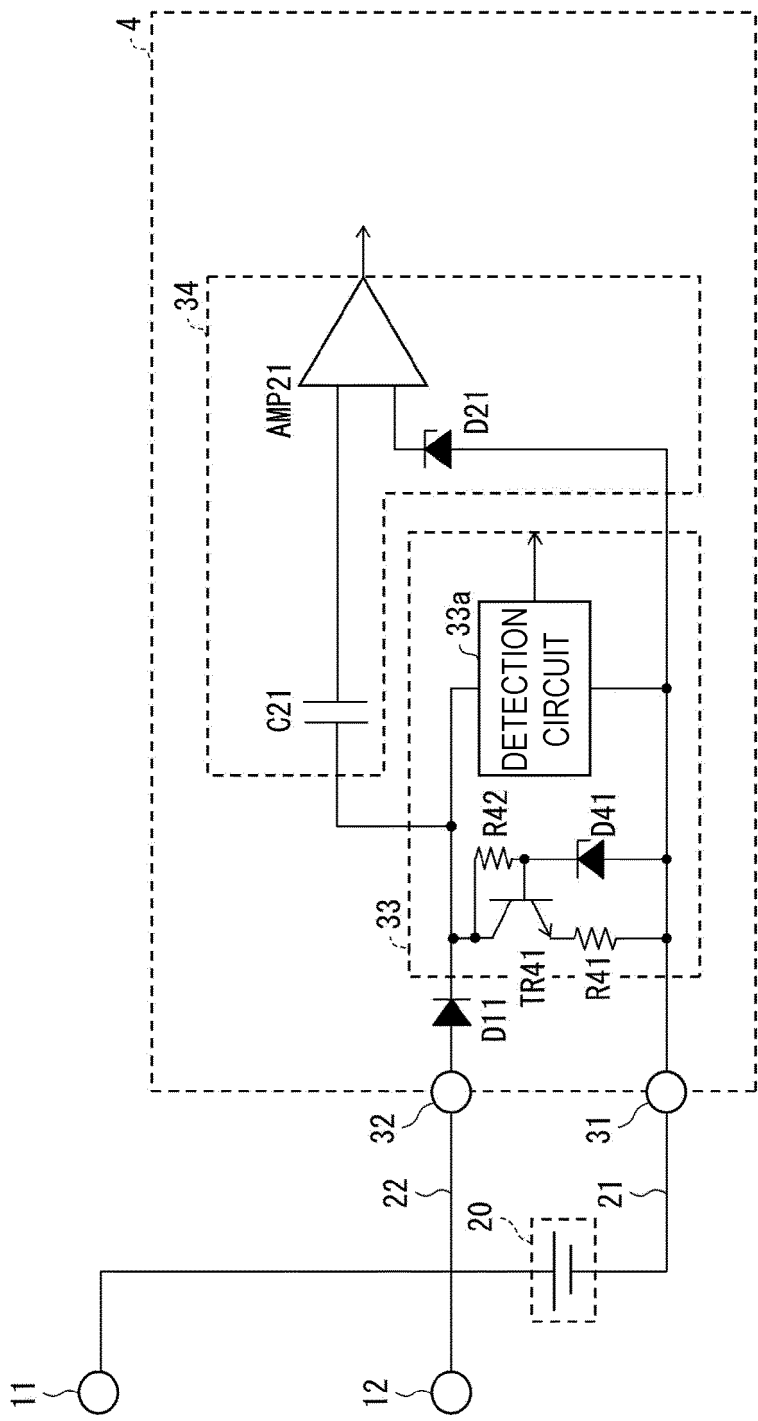 4
34
AMP21
D21
C21
33a
DETECTION
CIRCUIT
R42
D41
33
TR41
R41
D11
32
31
22
21
20
11
12